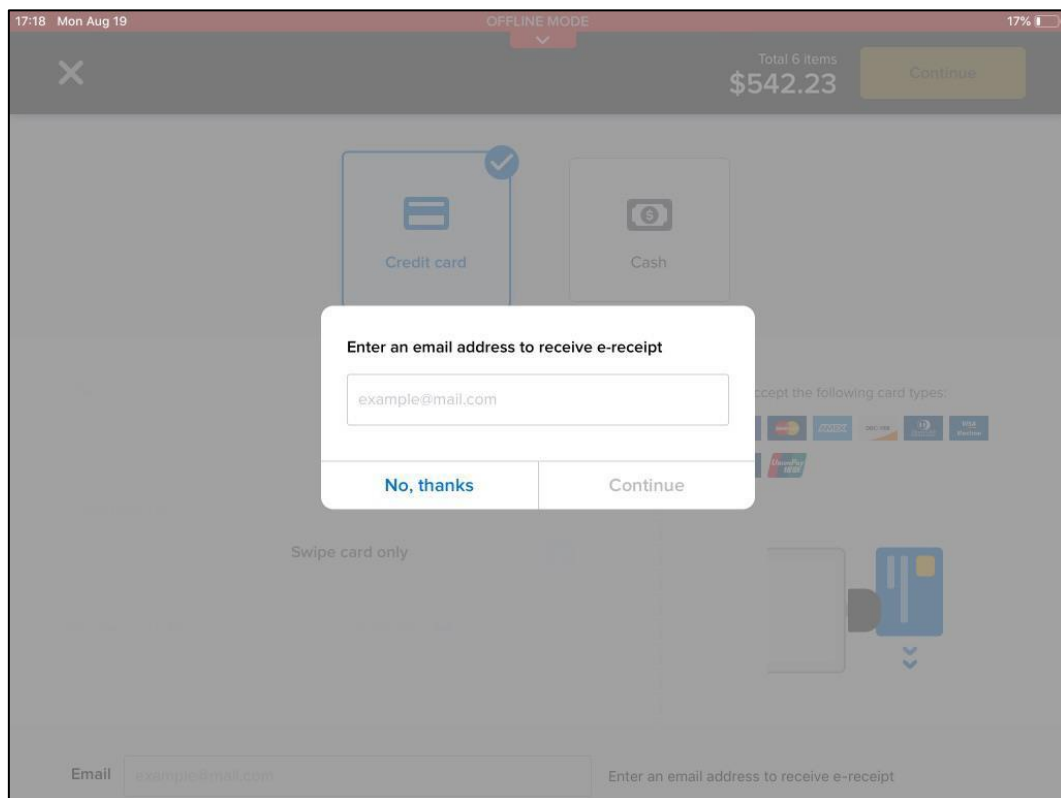 17:18 Mon Aug 19
OFFLINE MODE
17%
Total 6 items
$542.23
Continue
Credit card
Cash
Enter an email address to receive e-receipt
example@mail.com
No, thanks
Continue
ccept the following card types:
Swipe card only
Email
example@mail.com
Enter an email address to receive e-receipt